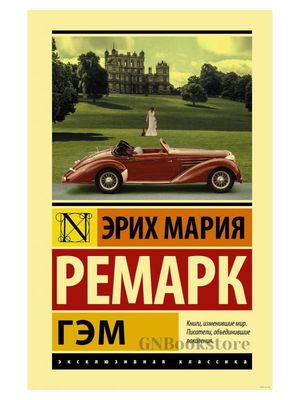 N
ЭРИХ МАРИЯ
РЕМАРК
ГЭМ
Книги, изменившие мир.
Писатели, объединившие
поколения.
GNBookstore
эксклюзивная классика